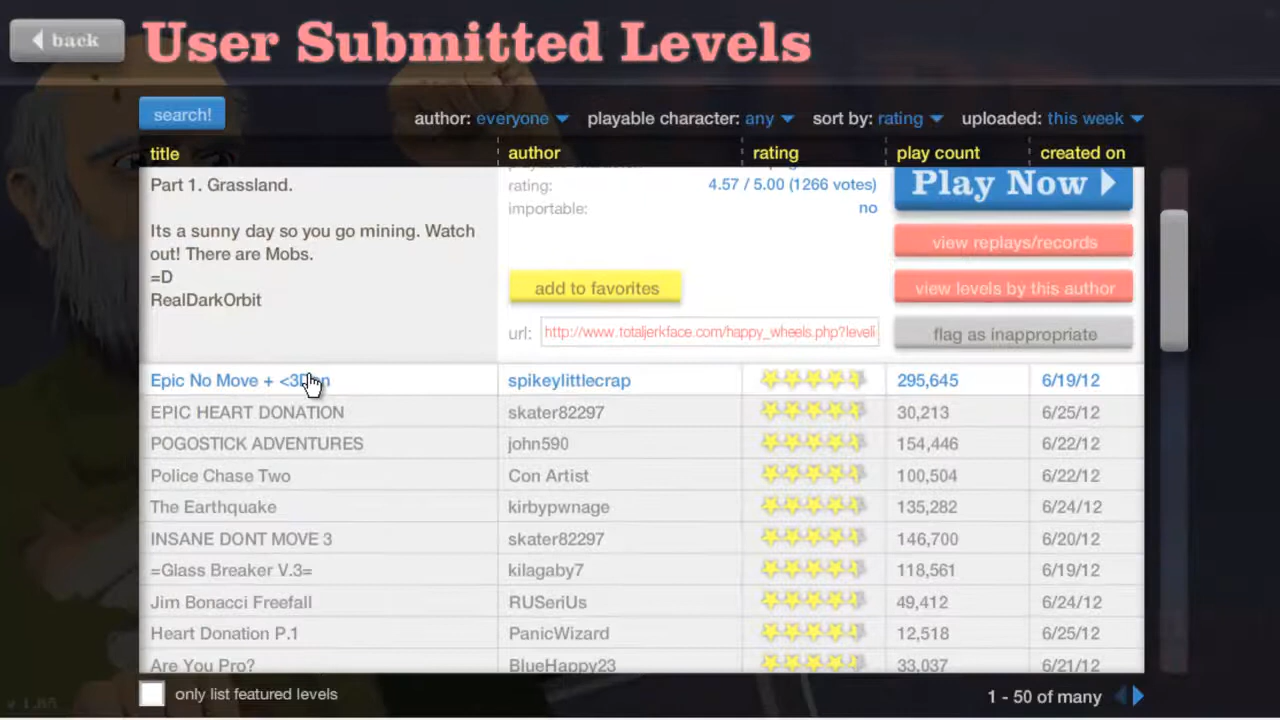 back
User Submitted Levels
search!
author: everyone playable character: any sort by: rating uploaded: this week
title author rating play count created on
Part 1. Grassland.
Its a sunny day so you go mining. Watch
out! There are Mobs.
=D
RealDarkOrbit
rating: 4.57 / 5.00 (1266 votes)
importable: no
add to favorites
url: http://www.totaljerkface.com/happy_wheels.php?leveli
Play Now
view replays/records
view levels by this author
flag as inappropriate
Epic No Move + spikeylittlecrap 295,645 6/19/12
EPIC HEART DONATION skater82297 30,213 6/25/12
POGOSTICK ADVENTURES john590 154,446 6/22/12
Police Chase Two Con Artist 100,504 6/22/12
The Earthquake kirbypwnage 135,282 6/24/12
INSANE DONT MOVE 3 skater82297 146,700 6/20/12
=Glass Breaker V.3= kilagaby7 118,561 6/19/12
Jim Bonacci Freefall RUSeriUs 49,412 6/24/12
Heart Donation P.1 PanicWizard 12,518 6/25/12
Are You Pro? BlueHappy23 33,037 6/21/12
only list featured levels
1 - 50 of many